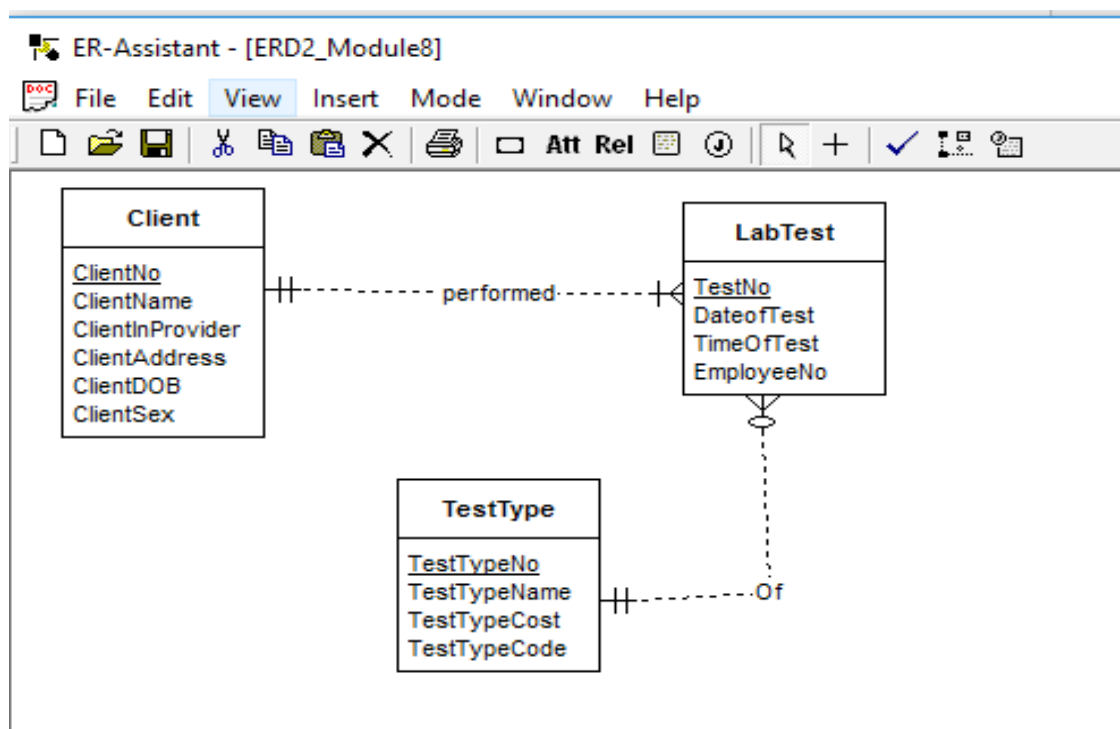 ER-Assistant - [ERD2_Module8]
DOC File Edit View Insert Mode Window Help
Att Rel J
Client
ClientNo
ClientName
ClientInProvider
ClientAddress
ClientDOB
ClientSex
performed
LabTest
TestNo
DateofTest
TimeOfTest
EmployeeNo
TestType
TestTypeNo
TestTypeName
TestTypeCost
TestTypeCode
Of